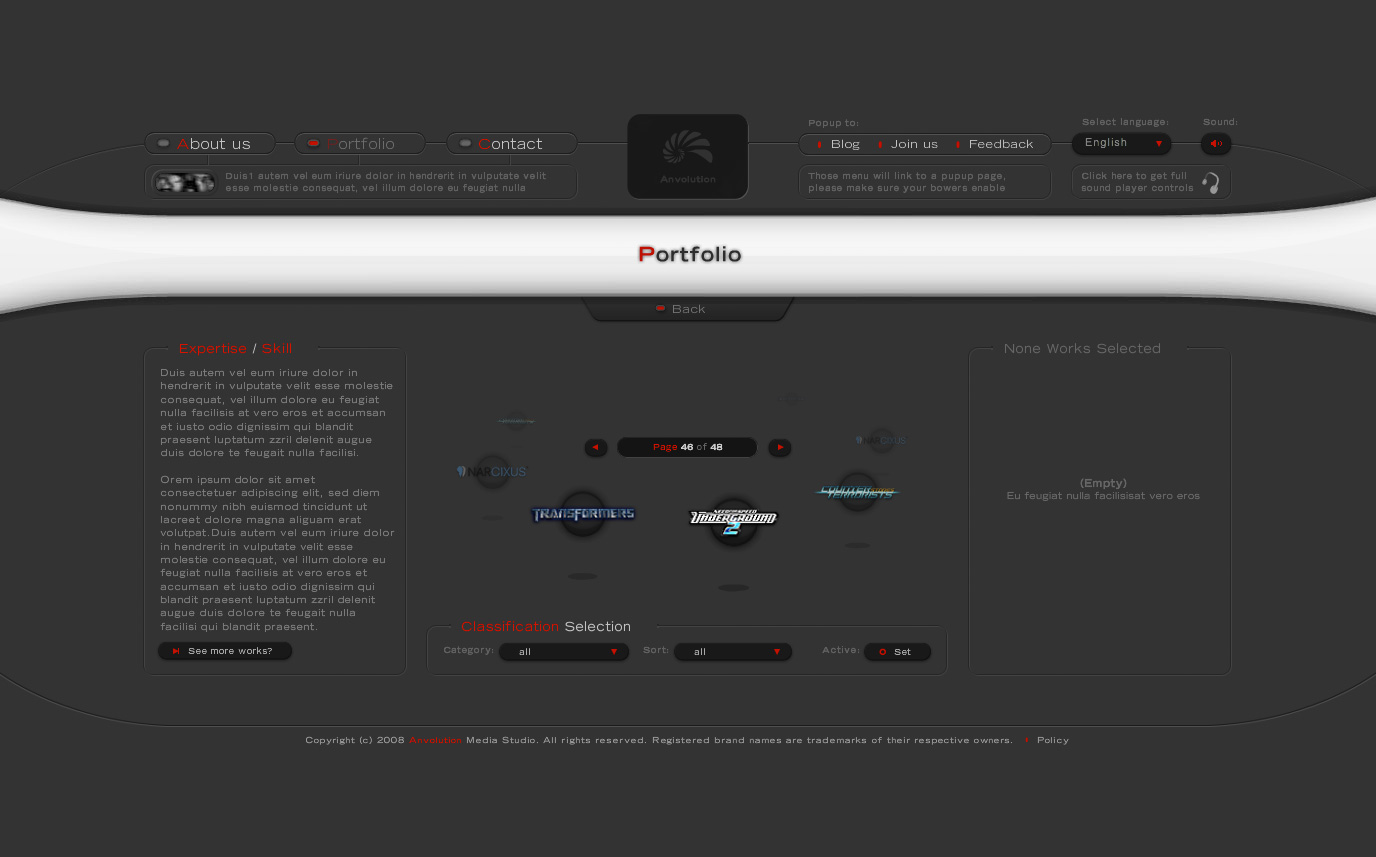 About us
Portfolio
Contact
Duis1 autem vel eum iriure dolor in hendrerit in vulputate velit
esse molestie consequat, vel illum dolore eu feugiat nulla
Anvolution
Popup to:
Blog
Join us
Feedback
Those menu will link to a pupup page,
please make sure your bowers enable
Select language:
English
Sound:
Click here to get full
sound player controls
Portfolio
Back
Expertise / Skill
Duis autem vel eum iriure dolor in
hendrerit in vulputate velit esse molestie
consequat, vel illum dolore eu feugiat
nulla facilisis at vero eros et accumsan
et iusto odio dignissim qui blandit
praesent luptatum zzril delenit augue
duis dolore te feugait nulla facilisi.
Orem ipsum dolor sit amet
consectetuer adipiscing elit, sed diem
nonummy nibh euismod tincidunt ut
lacreet dolore magna aliguam erat
volutpat.Duis autem vel eum iriure dolor
in hendrerit in vulputate velit esse
molestie consequat, vel illum dolore eu
feugiat nulla facilisis at vero eros et
accumsan et iusto odio dignissim qui
blandit praesent luptatum zzril delenit
augue duis dolore te feugait nulla
facilisi qui blandit praesent.
See more works?
Page 46 of 48
NARCIXUS
NARCIXUS
TRANSFORMERS
NEED FOR SPEED
UNDERGROUND
2
COUNTER STRIKE
TERRORISTS
Classification Selection
Category:
all
Sort:
all
Active:
Set
None Works Selected
(Empty)
Eu feugiat nulla facilisisat vero eros
Copyright (c) 2008 Anvolution Media Studio. All rights reserved. Registered brand names are trademarks of their respective owners.
Policy